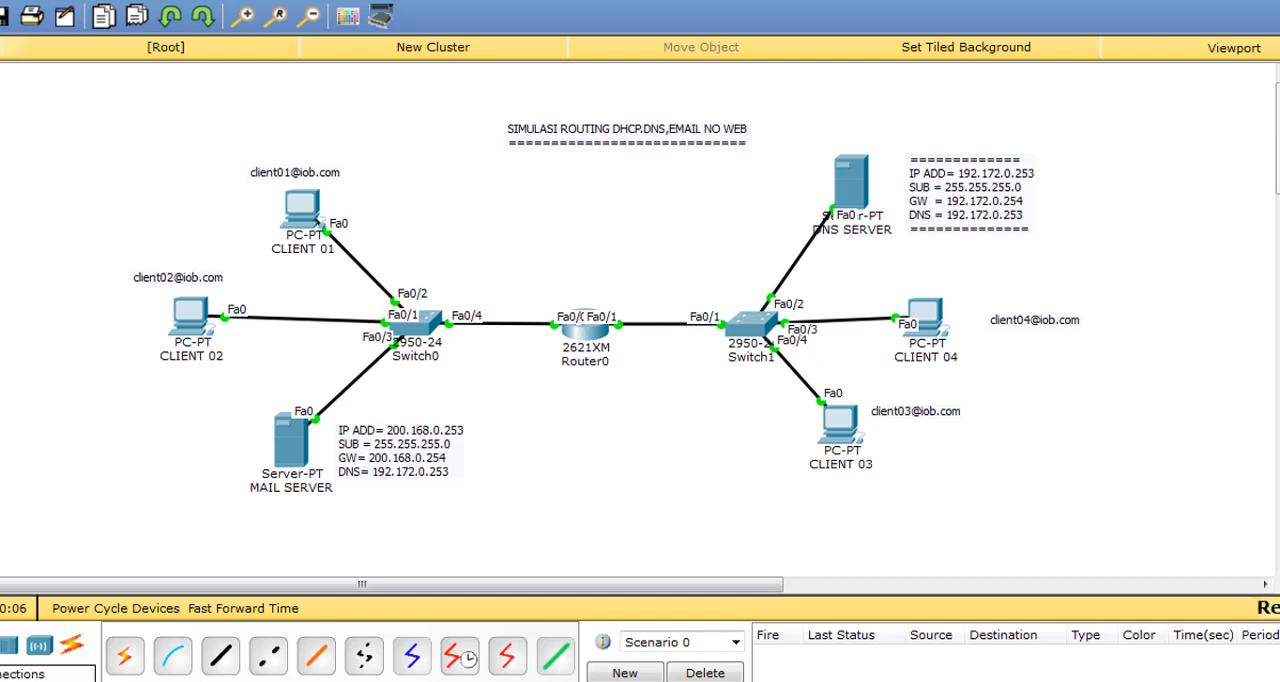 [Root]
New Cluster
Move Object
Set Tiled Background
Viewport
SIMULASI ROUTING DHCP.DNS,EMAIL NO WEB
===========================
client01@iob.com
Fa0
PC-PT
CLIENT 01
client02@iob.com
Fa0
PC-PT
CLIENT 02
Fa0/2
Fa0/1
Fa0/3
Fa0/4
2950-24
Switch0
Fa0/1
2621XM
Router0
Fa0
DNS SERVER
=============
IP ADD= 192.172.0.253
SUB = 255.255.255.0
GW = 192.172.0.254
DNS = 192.172.0.253
==============
Fa0/1
Fa0/2
Fa0/3
Fa0/4
Switch1
Fa0
PC-PT
CLIENT 04
client04@iob.com
Fa0
client03@iob.com
PC-PT
CLIENT 03
Fa0
Server-PT
MAIL SERVER
IP ADD= 200.168.0.253
SUB = 255.255.255.0
GW= 200.168.0.254
DNS= 192.172.0.253
0:06
Power Cycle Devices Fast Forward Time
Re
nections
Scenario 0
New
Delete
Fire
Last Status
Source
Destination
Type
Color
Time(sec)
Period